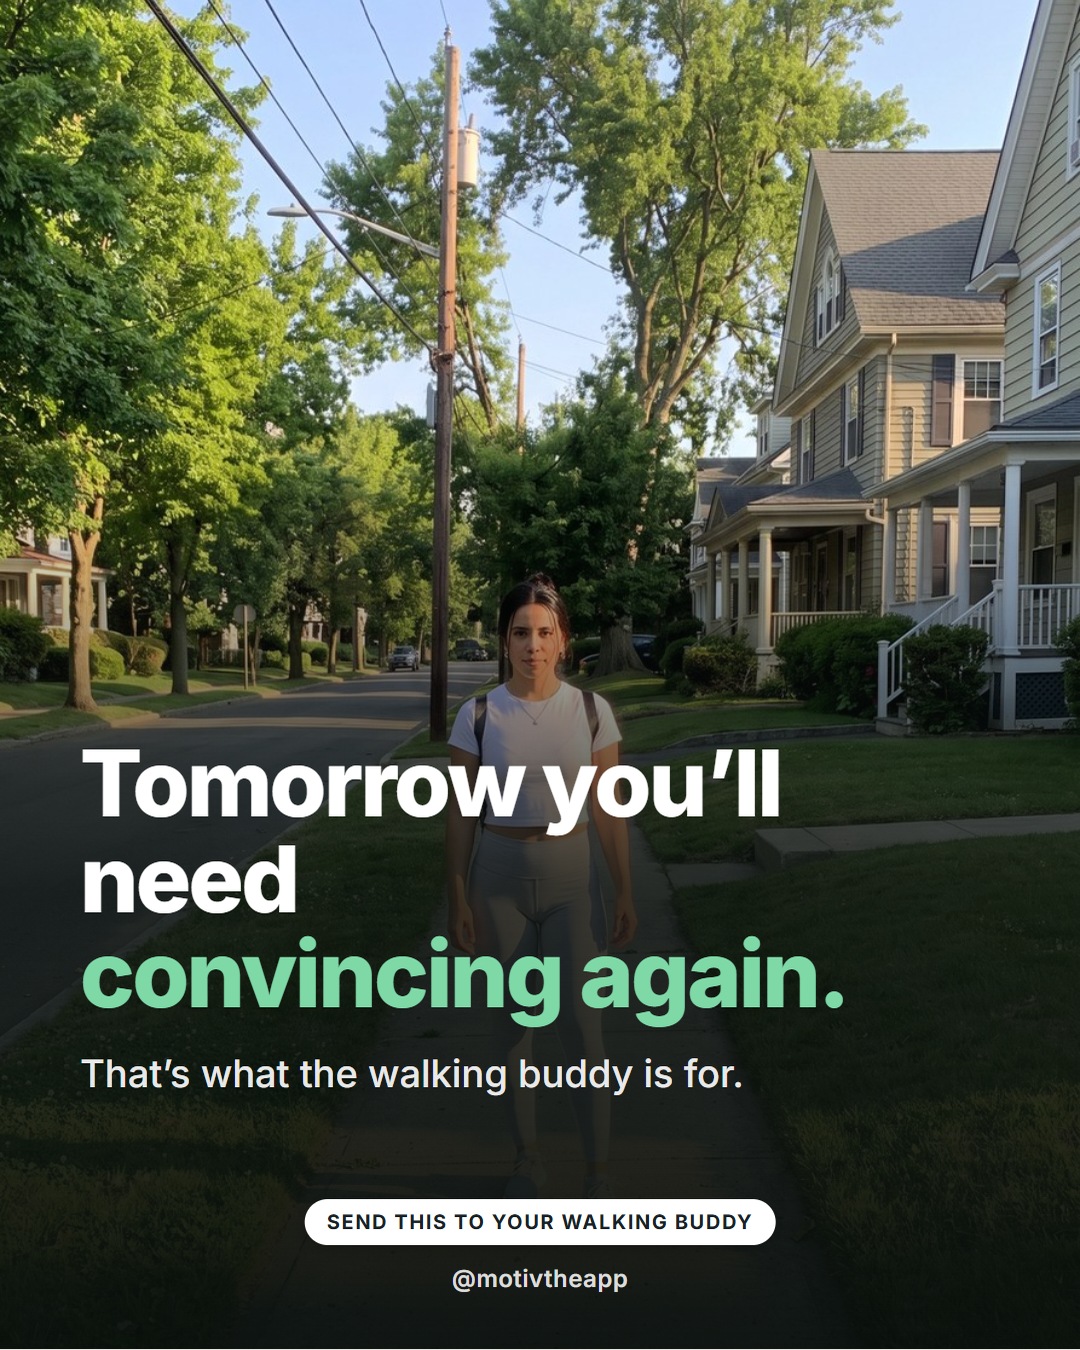 Tomorrow you’ll
need
convincing again.
That’s what the walking buddy is for.
SEND THIS TO YOUR WALKING BUDDY
@motivtheapp